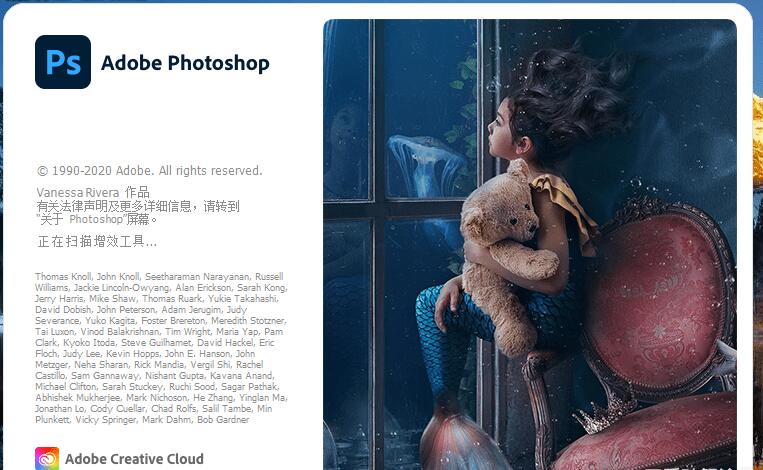 Ps Adobe Photoshop
© 1990-2020 Adobe. All rights reserved.
Vanessa Rivera 作品
有关法律声明及更多详细信息，请转到
“关于 Photoshop”屏幕。
正在扫描增效工具...
Thomas Knoll, John Knoll, Seetharaman Narayanan, Russell
Williams, Jackie Lincoln-Owyang, Alan Erickson, Sarah Kong,
Jerry Harris, Mike Shaw, Thomas Ruark, Yukie Takahashi,
David Dobish, John Peterson, Adam Jerugim, Judy
Severance, Yuko Kagita, Foster Brereton, Meredith Stotzner,
Tai Luxon, Vinod Balakrishnan, Tim Wright, Maria Yap, Pam
Clark, Kyoko Itoda, Steve Guilhamet, David Hackel, Eric
Floch, Judy Lee, Kevin Hopps, John E. Hanson, John
Metzger, Neha Sharan, Rick Mandia, Vergil Shi, Rachel
Castillo, Sam Gannaway, Nishant Gupta, Kavana Anand,
Michael Clifton, Sarah Stuckey, Ruchi Sood, Sagar Pathak,
Abhishek Mukherjee, Mark Nichoson, He Zhang, Yinglan Ma,
Jonathan Lo, Cody Cuellar, Chad Rolfs, Salil Tambe, Min
Plunkett, Vicky Springer, Mark Dahm, Bob Gardner
Adobe Creative Cloud